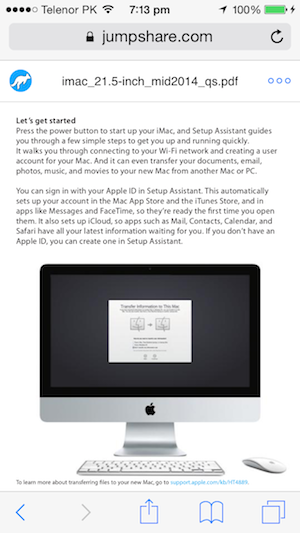 Telenor PK 7:13 pm 100%
jumpshare.com
imac_21.5-inch_mid2014_qs.pdf
Let's get started
Press the power button to start up your iMac, and Setup Assistant guides
you through a few simple steps to get you up and running quickly.
It walks you through connecting to your Wi-Fi network and creating a user
account for your Mac. And it can even transfer your documents, email,
photos, music, and movies to your new Mac from another Mac or PC.
You can sign in with your Apple ID in Setup Assistant. This automatically
sets up your account in the Mac App Store and the iTunes Store, and in
apps like Messages and FaceTime, so they're ready the first time you open
them. It also sets up iCloud, so apps such as Mail, Contacts, Calendar, and
Safari have all your latest information waiting for you. If you don't have an
Apple ID, you can create one in Setup Assistant.
Transfer Information to This Mac
To learn more about transferring files to your new Mac, go to support.apple.com/kb/HT4889.